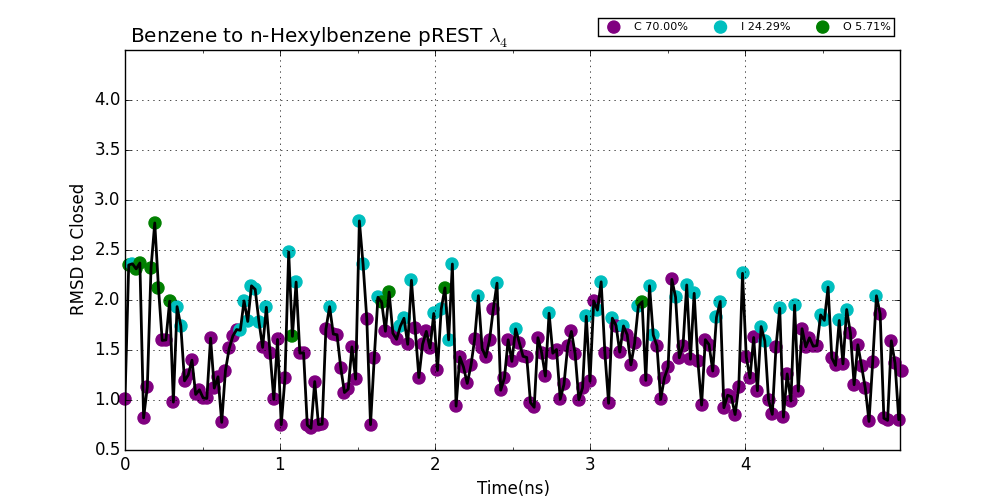 Benzene to n-Hexylbenzene pREST λ4
C 70.00% I 24.29% O 5.71%
RMSD to Closed
4.0
3.5
3.0
2.5
2.0
1.5
1.0
0.5
0 1 2 3 4
Time(ns)